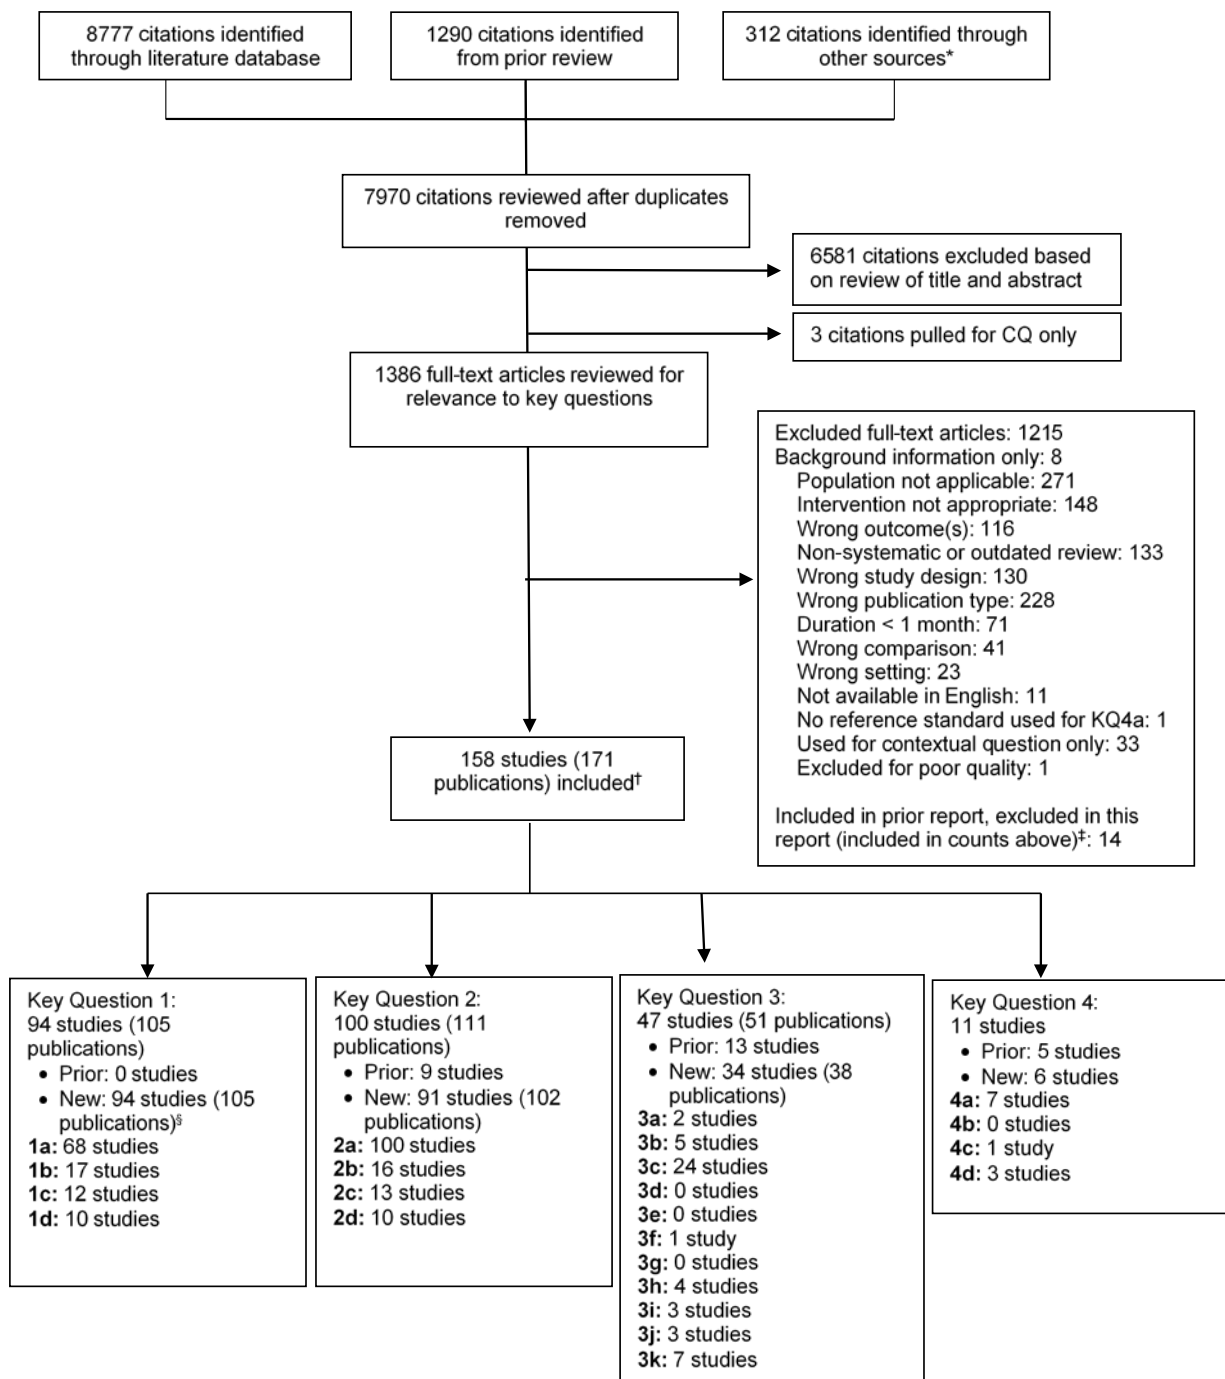 8777 citations identified
through literature database
1290 citations identified
from prior review
312 citations identified through
other sources*
7970 citations reviewed after duplicates
removed
6581 citations excluded based
on review of title and abstract
3 citations pulled for CQ only
1386 full-text articles reviewed for
relevance to key questions
Excluded full-text articles: 1215
Background information only: 8
Population not applicable: 271
Intervention not appropriate: 148
Wrong outcome(s): 116
Non-systematic or outdated review: 133
Wrong study design: 130
Wrong publication type: 228
Duration < 1 month: 71
Wrong comparison: 41
Wrong setting: 23
Not available in English: 11
No reference standard used for KQ4a: 1
Used for contextual question only: 33
Excluded for poor quality: 1
Included in prior report, excluded in this
report (included in counts above)‡: 14
158 studies (171
publications) included†
Key Question 1:
94 studies (105
publications)
• Prior: 0 studies
• New: 94 studies (105
publications)§
1a: 68 studies
1b: 17 studies
1c: 12 studies
1d: 10 studies
Key Question 2:
100 studies (111
publications)
• Prior: 9 studies
• New: 91 studies (102
publications)
2a: 100 studies
2b: 16 studies
2c: 13 studies
2d: 10 studies
Key Question 3:
47 studies (51 publications)
• Prior: 13 studies
• New: 34 studies (38
publications)
3a: 2 studies
3b: 5 studies
3c: 24 studies
3d: 0 studies
3e: 0 studies
3f: 1 study
3g: 0 studies
3h: 4 studies
3i: 3 studies
3j: 3 studies
3k: 7 studies
Key Question 4:
11 studies
• Prior: 5 studies
• New: 6 studies
4a: 7 studies
4b: 0 studies
4c: 1 study
4d: 3 studies